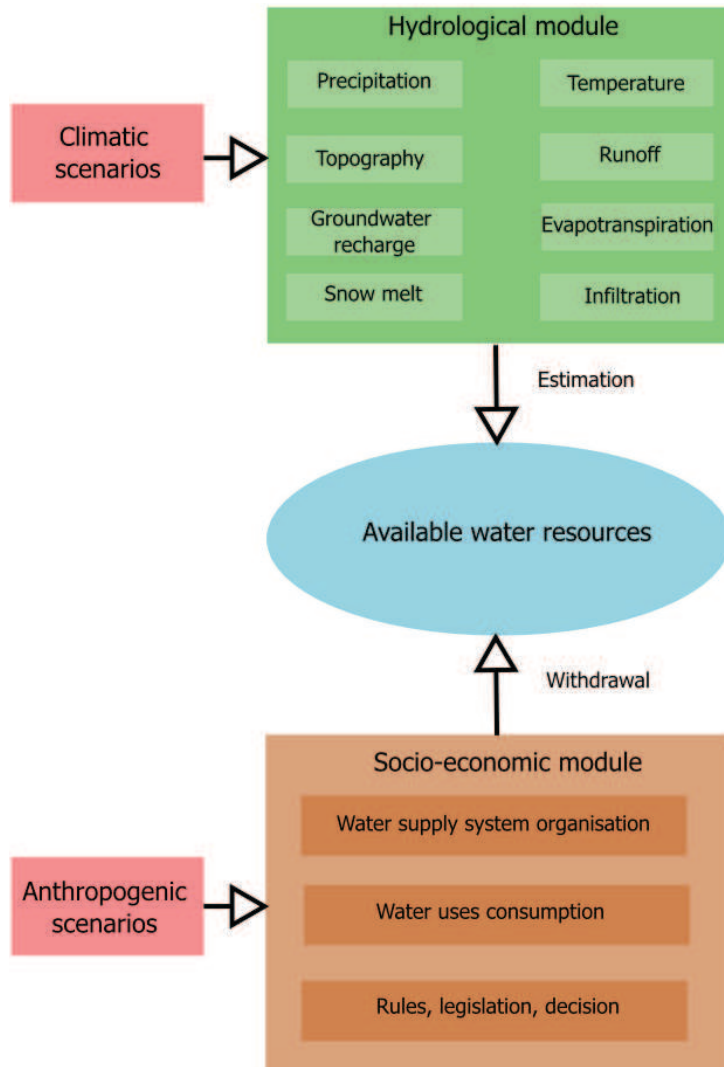 Hydrological module
Precipitation
Temperature
Climatic
scenarios
Topography
Runoff
Groundwater
recharge
Evapotranspiration
Snow melt
Infiltration
Estimation
Available water resources
Withdrawal
Socio-economic module
Water supply system organisation
Anthropogenic
scenarios
Water uses consumption
Rules, legislation, decision